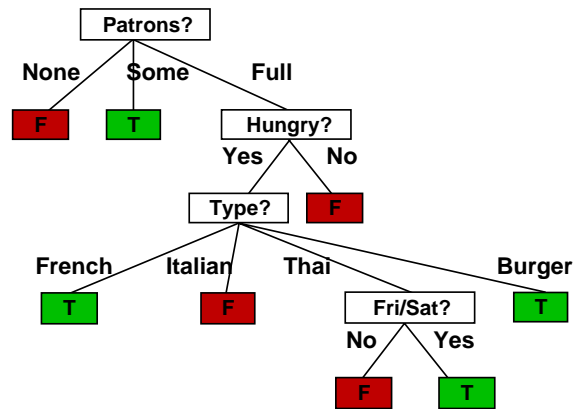 Patrons?
None Some Full
F T Hungry?
Yes No
Type? F
French Italian Thai Burger
T F Fri/Sat? T
No Yes
F T